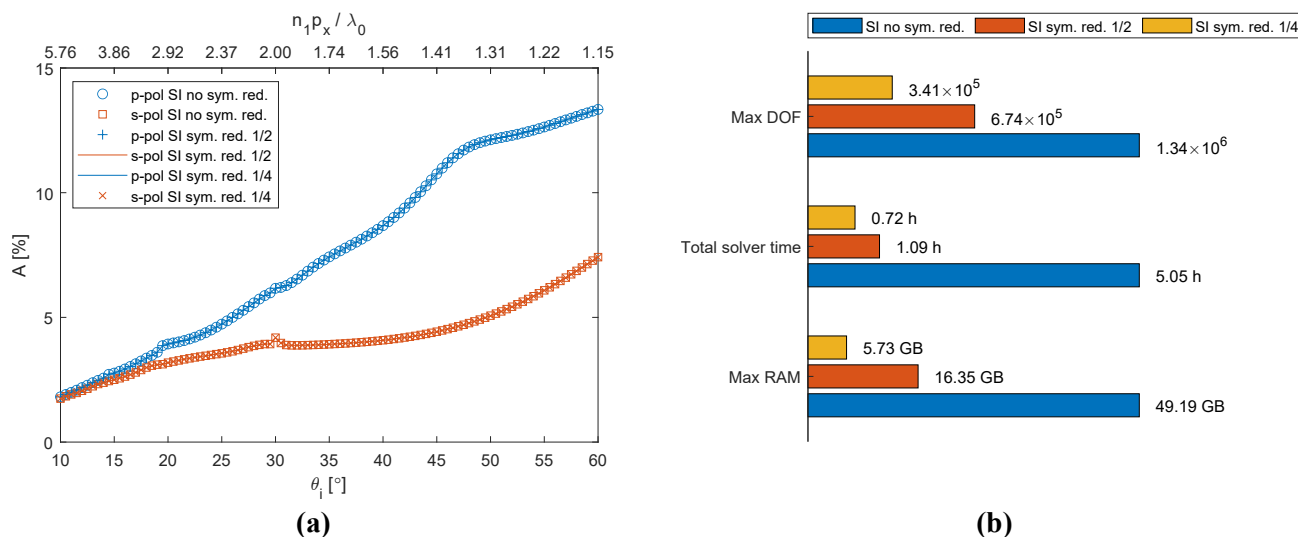 n₁pₓ / λ₀
5.76 3.86 2.92 2.37 2.00 1.74 1.56 1.41 1.31 1.22 1.15
15
10
5
0
A [%]
p-pol SI no sym. red.
s-pol SI no sym. red.
p-pol SI sym. red. 1/2
s-pol SI sym. red. 1/2
p-pol SI sym. red. 1/4
s-pol SI sym. red. 1/4
10 15 20 25 30 35 40 45 50 55 60
θᵢ [°]
(a)
SI no sym. red. SI sym. red. 1/2 SI sym. red. 1/4
Max DOF
3.41×10⁵
6.74×10⁵
1.34×10⁶
Total solver time
0.72 h
1.09 h
5.05 h
Max RAM
5.73 GB
16.35 GB
49.19 GB
(b)